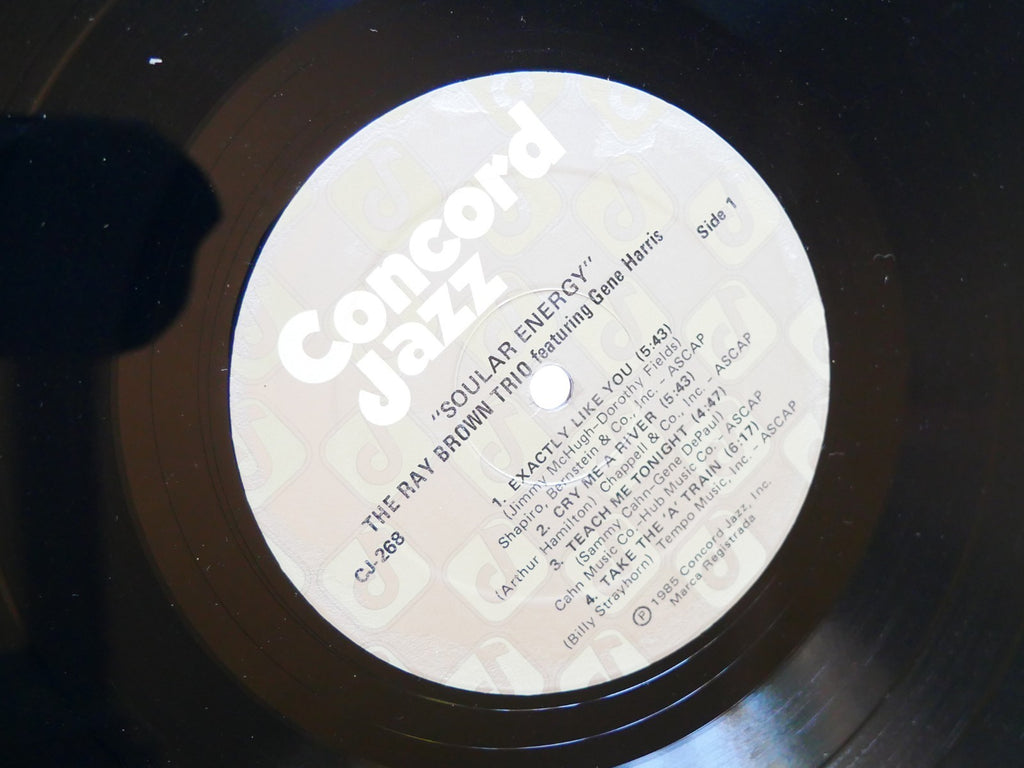 Concord
Jazz
"SOULAR ENERGY"
THE RAY BROWN TRIO featuring Gene Harris
CJ-268
Side 1
1. EXACTLY LIKE YOU (5:43)
(Jimmy McHugh-Dorothy Fields)
Shapiro, Bernstein & Co., Inc. - ASCAP
2. CRY ME A RIVER (5:43)
(Arthur Hamilton) Chappell & Co., Inc. - ASCAP
3. TEACH ME TONIGHT (4:47)
(Sammy Cahn-Gene DePaul)
Cahn Music Co.-Hub Music Co. - ASCAP
4. TAKE THE 'A' TRAIN (6:17)
(Billy Strayhorn) Tempo Music, Inc. - ASCAP
℗ 1985 Concord Jazz, Inc.
Marca Registrada